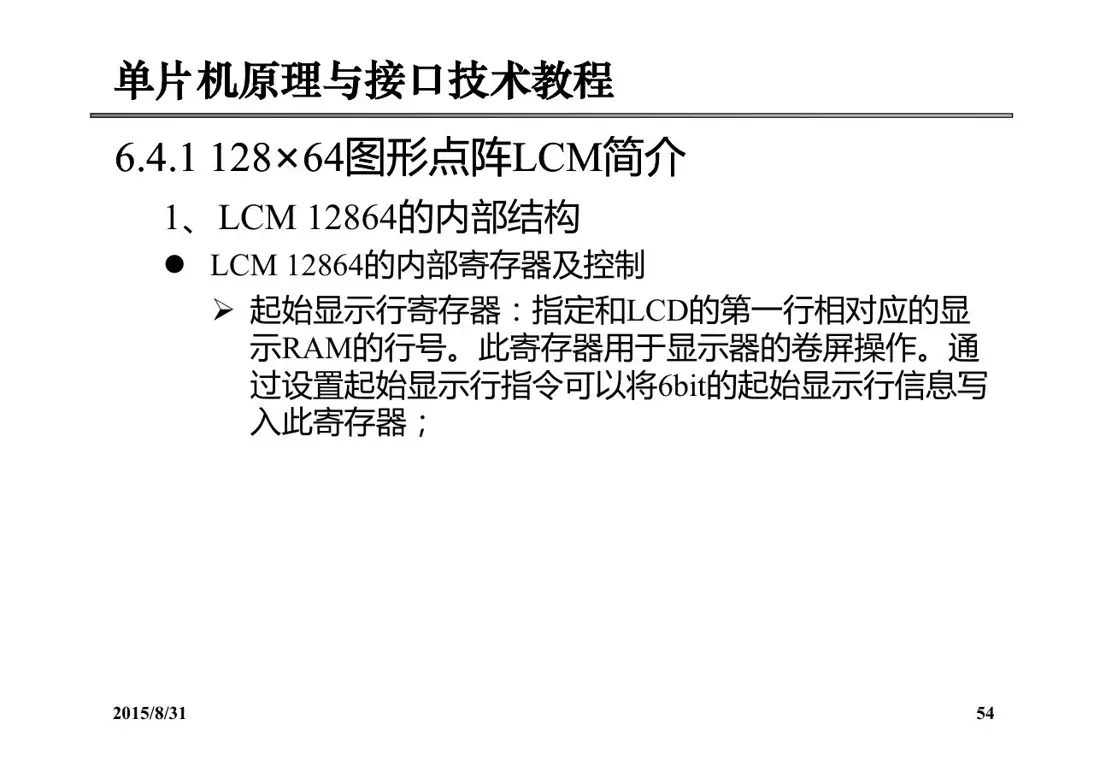 单片机原理与接口技术教程
6.4.1 128×64图形点阵LCM简介
1、LCM 12864的内部结构
● LCM 12864的内部寄存器及控制
➢ 起始显示行寄存器：指定和LCD的第一行相对应的显
示RAM的行号。此寄存器用于显示器的卷屏操作。通
过设置起始显示行指令可以将6bit的起始显示行信息写
入此寄存器；
2015/8/31
54